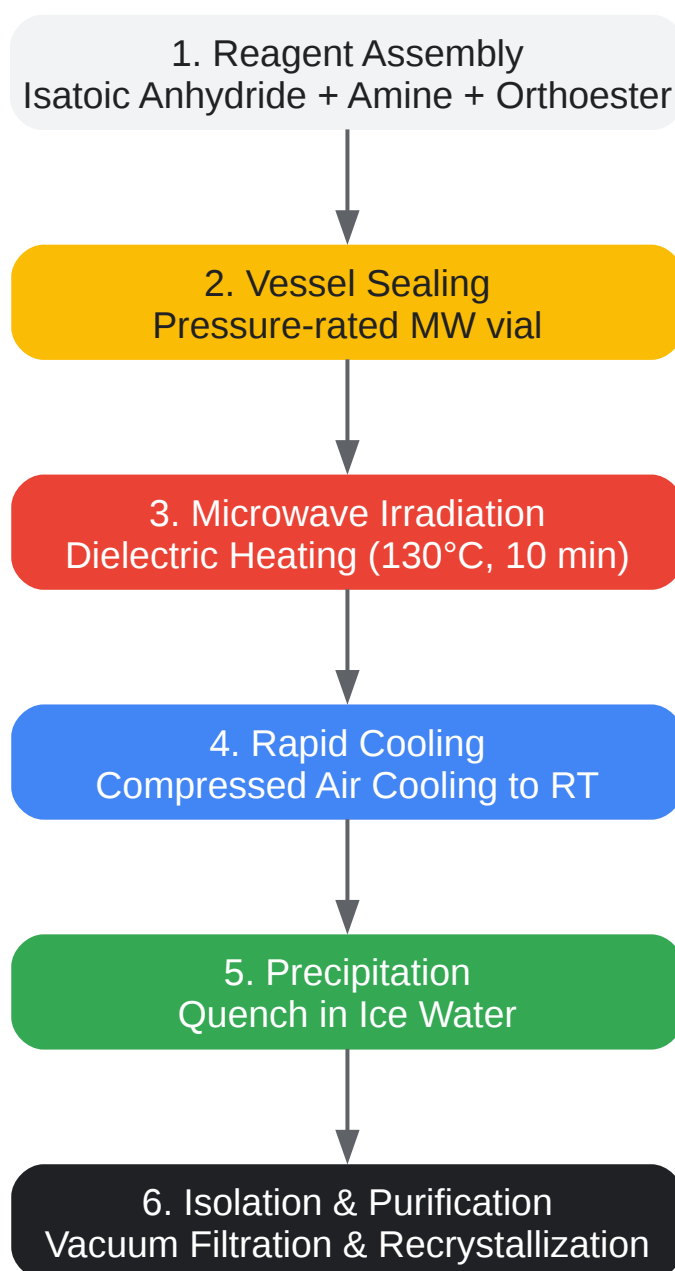 1. Reagent Assembly
Isatoic Anhydride + Amine + Orthoester
2. Vessel Sealing
Pressure-rated MW vial
3. Microwave Irradiation
Dielectric Heating (130°C, 10 min)
4. Rapid Cooling
Compressed Air Cooling to RT
5. Precipitation
Quench in Ice Water
6. Isolation & Purification
Vacuum Filtration & Recrystallization